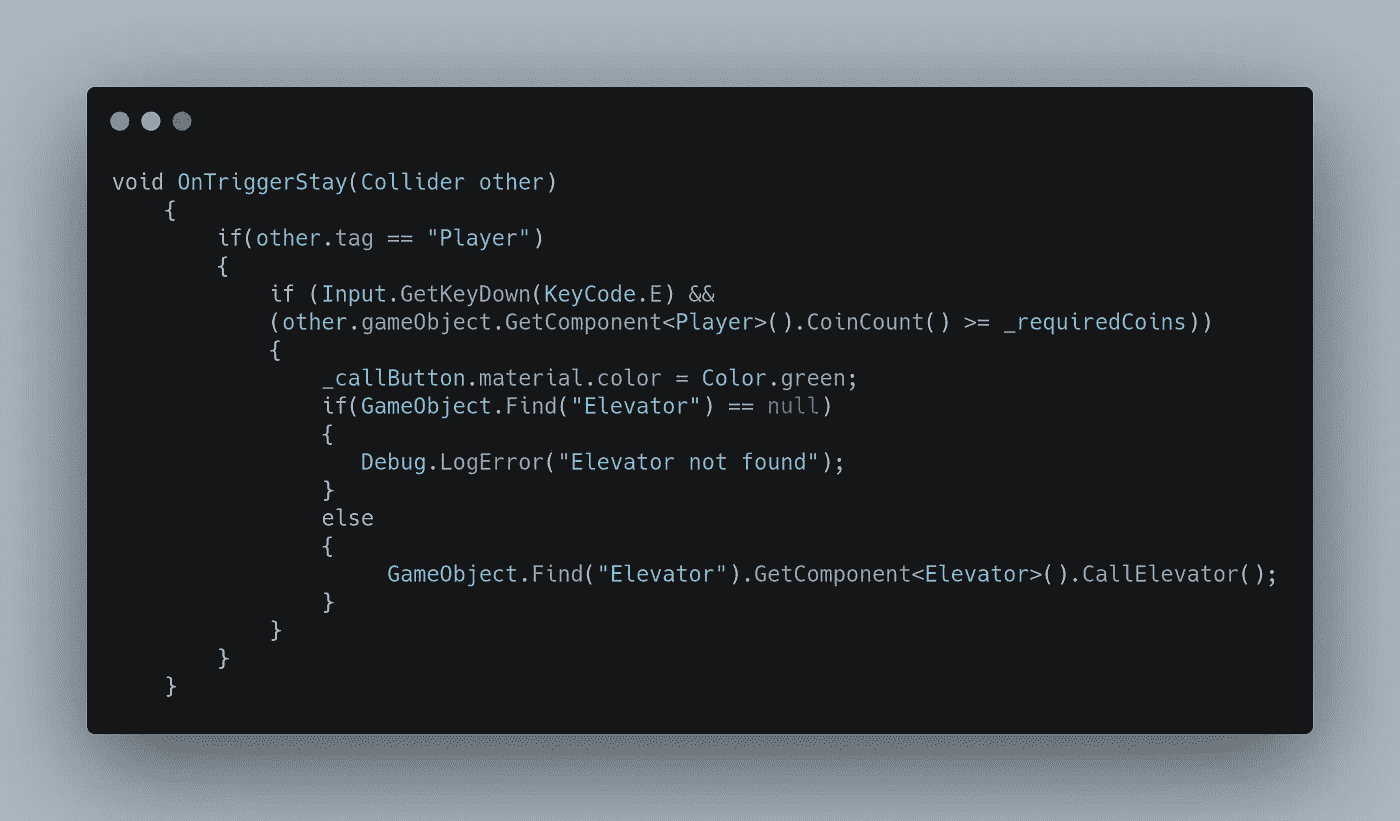 void OnTriggerStay(Collider other)
    {
        if(other.tag == "Player")
        {
            if (Input.GetKeyDown(KeyCode.E) &&
            (other.gameObject.GetComponent<Player>().CoinCount() >= _requiredCoins))
            {
                _callButton.material.color = Color.green;
                if(GameObject.Find("Elevator") == null)
                {
                   Debug.LogError("Elevator not found");
                }
                else
                {
                     GameObject.Find("Elevator").GetComponent<Elevator>().CallElevator();
                }
            }
        }
    }